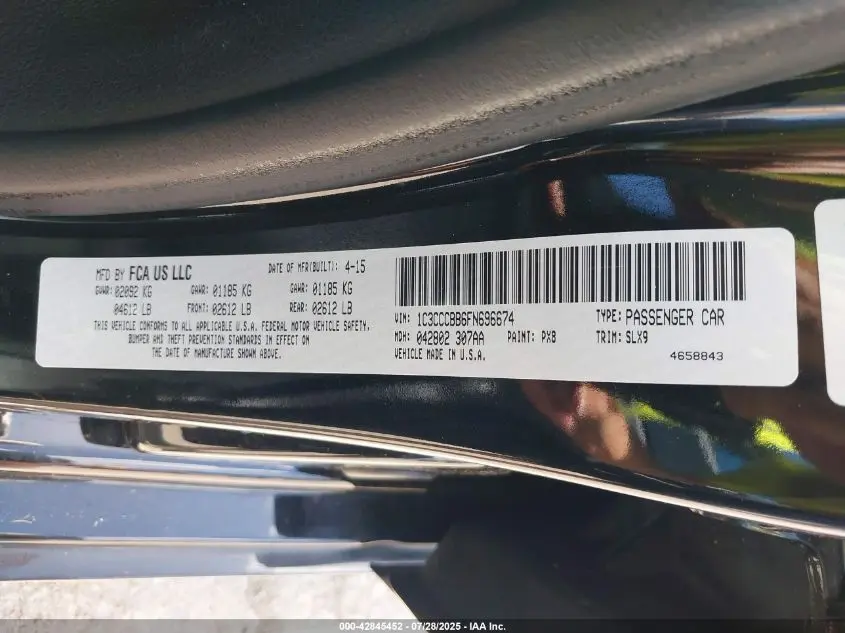 MFD BY FCA US LLC DATE OF MFR(BUILT): 4-15
GVWR: 02092 KG GAWR: 01185 KG GAWR: 01185 KG
04612 LB FRONT: 02612 LB REAR: 02612 LB
THIS VEHICLE CONFORMS TO ALL APPLICABLE U.S.A. FEDERAL MOTOR VEHICLE SAFETY,
BUMPER AND THEFT PREVENTION STANDARDS IN EFFECT ON
THE DATE OF MANUFACTURE SHOWN ABOVE.
VIN: 1C3CCCBB6FN696674 TYPE: PASSENGER CAR
MDH: 042802 307AA PAINT: PX8 TRIM: SLX9
VEHICLE MADE IN U.S.A. 4658843
000-42845452 - 07/28/2025 - IAA Inc.